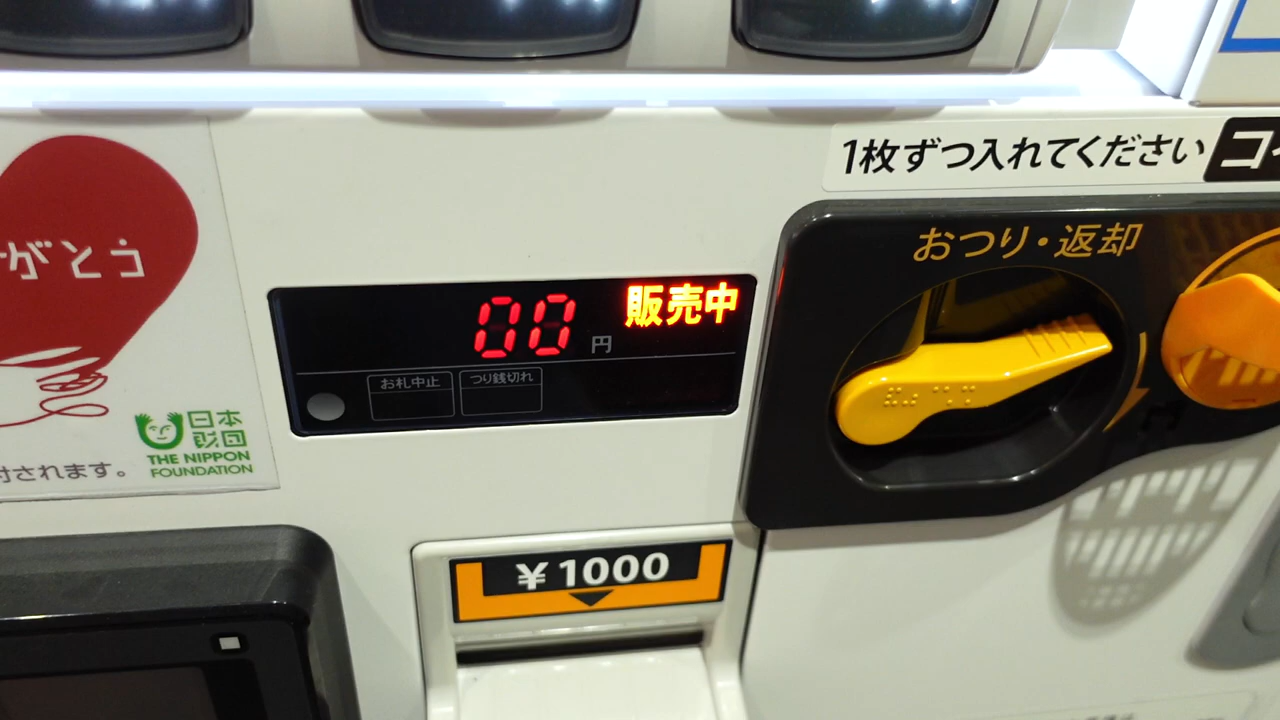 1枚ずつ入れてください
おつり・返却
がとう
00 円
販売中
お札中止
つり銭切れ
日本
財団
THE NIPPON
FOUNDATION
付されます。
¥1000